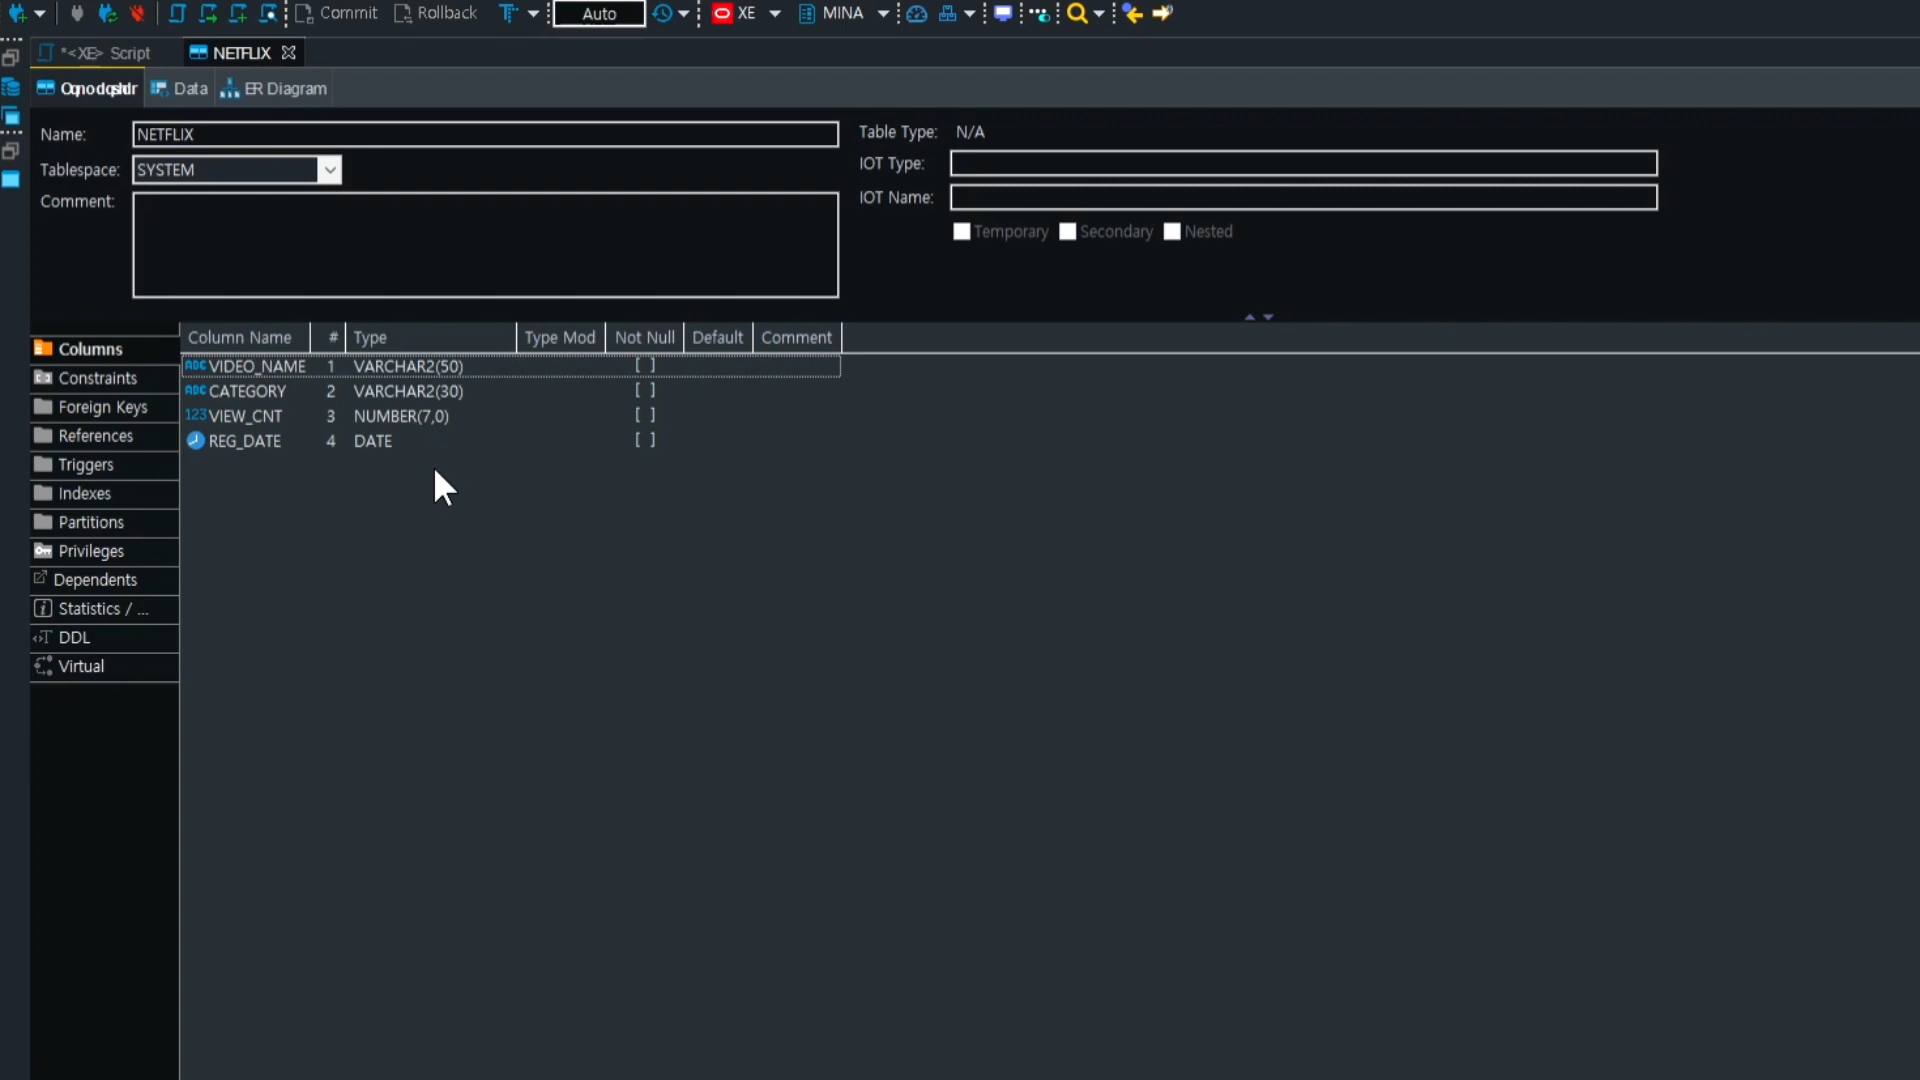 Commit Rollback Auto XE MINA
*<XE> Script NETFLIX
Data ER Diagram
Name: NETFLIX
Tablespace: SYSTEM
Comment:
Table Type: N/A
IOT Type:
IOT Name:
Temporary Secondary Nested
Columns
Constraints
Foreign Keys
References
Triggers
Indexes
Partitions
Privileges
Dependents
Statistics / ...
DDL
Virtual
Column Name # Type Type Mod Not Null Default Comment
ABC VIDEO_NAME 1 VARCHAR2(50) [ ]
ABC CATEGORY 2 VARCHAR2(30) [ ]
123 VIEW_CNT 3 NUMBER(7,0) [ ]
REG_DATE 4 DATE [ ]